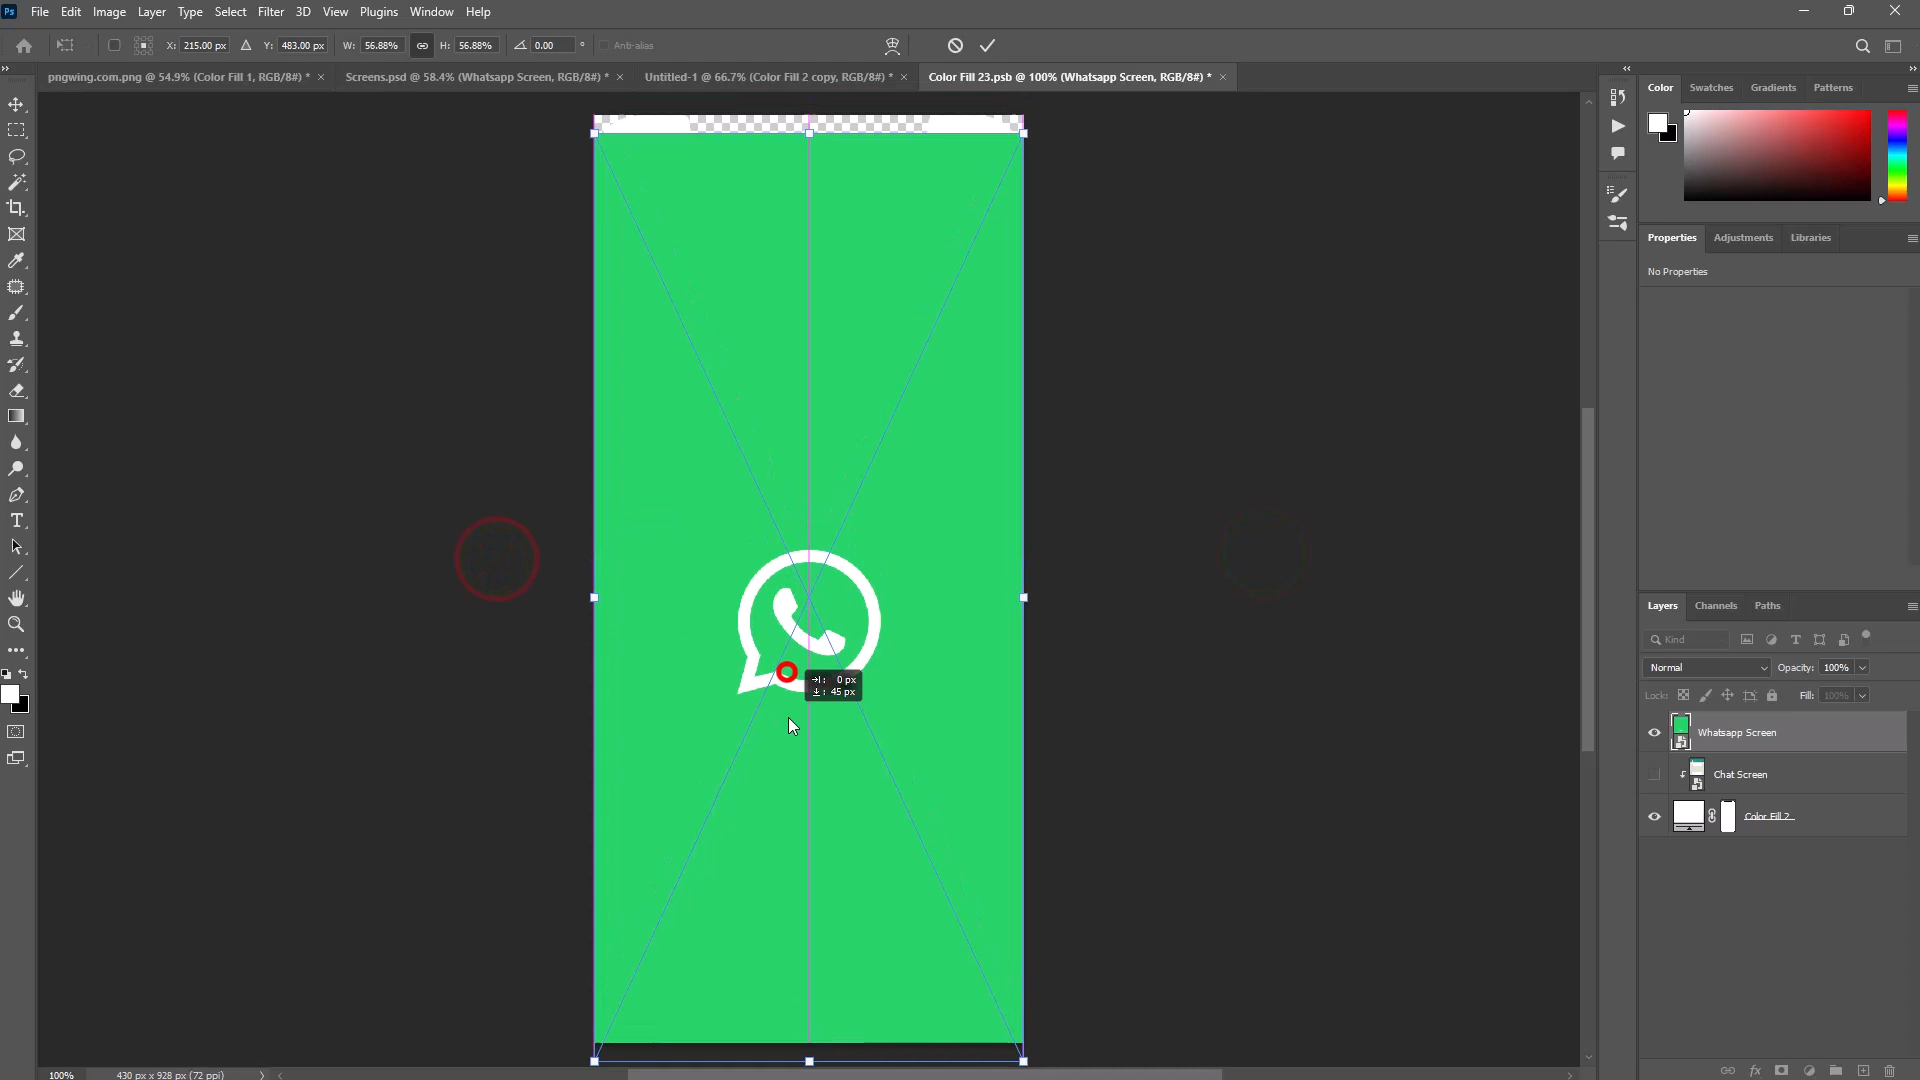 Ps File Edit Image Layer Type Select Filter 3D View Plugins Window Help
X: 215.00 px Y: 483.00 px W: 56.88% H: 56.88% 0.00 ° Anti-alias
pngwing.com.png @ 54.9% (Color Fill 1, RGB/8#) * × Screens.psd @ 58.4% (Whatsapp Screen, RGB/8#) * × Untitled-1 @ 66.7% (Color Fill 2 copy, RGB/8#) * × Color Fill 23.psb @ 100% (Whatsapp Screen, RGB/8#) * ×
Color Swatches Gradients Patterns
Properties Adjustments Libraries
No Properties
: 0 px
: 45 px
Layers Channels Paths
Kind
Normal Opacity: 100%
Lock: Fill: 100%
Whatsapp Screen
Chat Screen
Color Fill 2
fx
100% 430 px x 928 px (72 ppi)